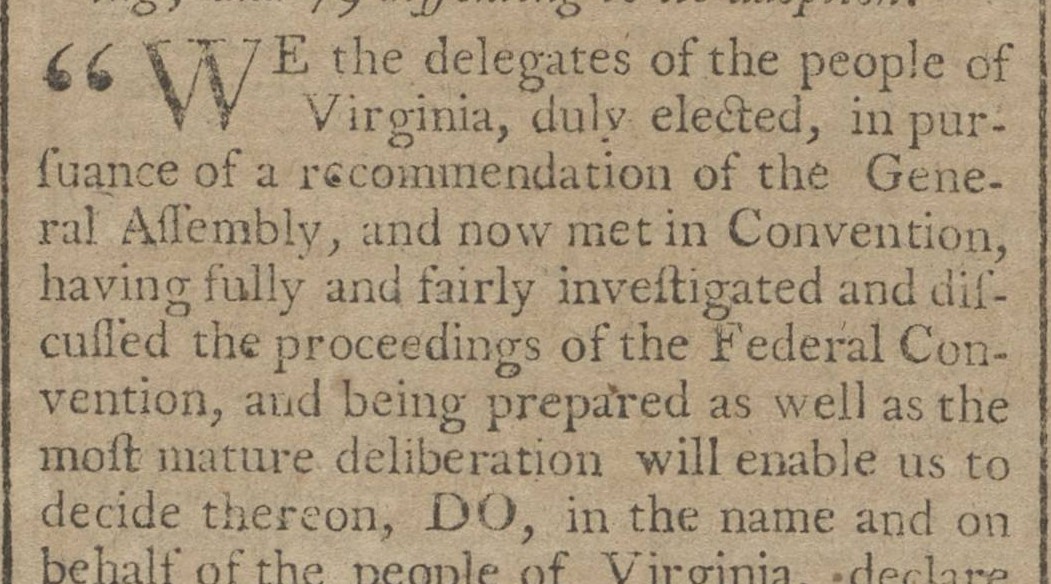 “WE the delegates of the people of
Virginia, duly elected, in pur-
ſuance of a recommendation of the Gene-
ral Aſſembly, and now met in Convention,
having fully and fairly inveſtigated and diſ-
cuſſed the proceedings of the Federal Con-
vention, and being prepared as well as the
moſt mature deliberation will enable us to
decide thereon, DO, in the name and on
behalf of the people of Virginia, declare